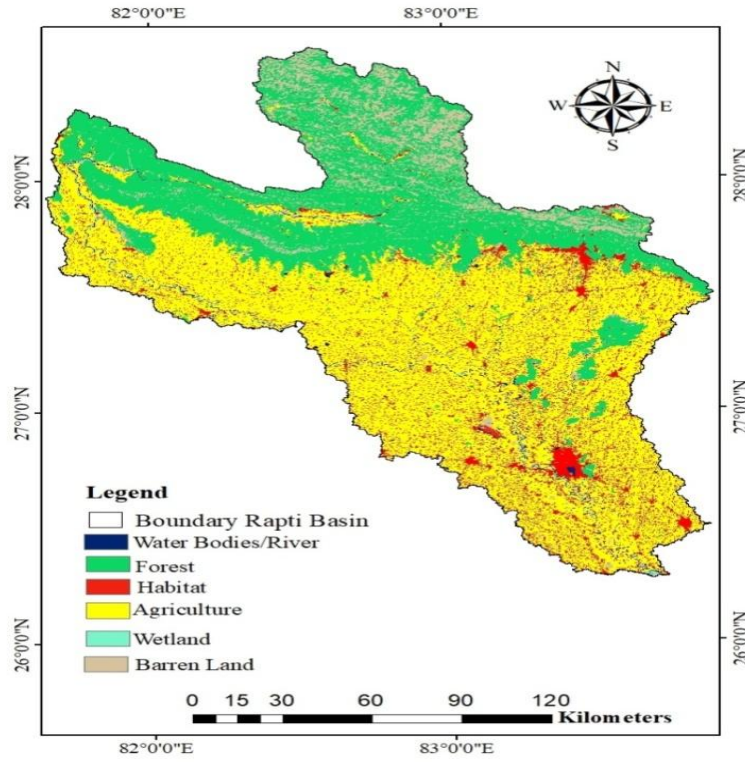 82°0'0"E 83°0'0"E
N
W E
S
28°0'0"N 28°0'0"N
27°0'0"N 27°0'0"N
26°0'0"N 26°0'0"N
Legend
Boundary Rapti Basin
Water Bodies/River
Forest
Habitat
Agriculture
Wetland
Barren Land
0 15 30 60 90 120
Kilometers
82°0'0"E 83°0'0"E